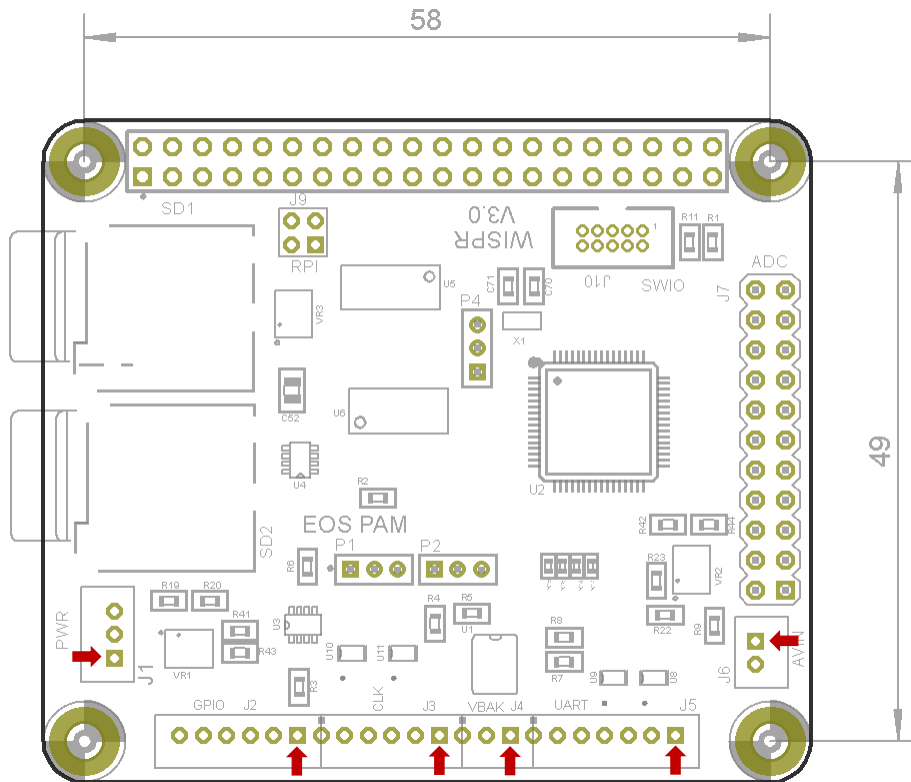 58
SD1
J9
RPI
WISPR
V3.0
1
J10
SWIO
R11
R1
ADC
J7
49
U5
C71
C70
P4
VR3
X1
C52
U6
U4
U2
R2
EOS PAM
SD2
P1
P2
R42
R44
R6
R23
VR2
R19
R20
R4
R5
U1
R22
R9
PWR
R41
U3
R8
AVIN
R43
J1
VR1
U10
U11
R7
U9
U8
J6
R3
CLK
GPIO
J2
J3
VBAK
J4
UART
J5